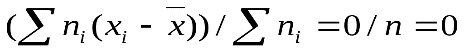 (∑ nᵢ (xᵢ - x̄)) / ∑ nᵢ = 0 / n = 0